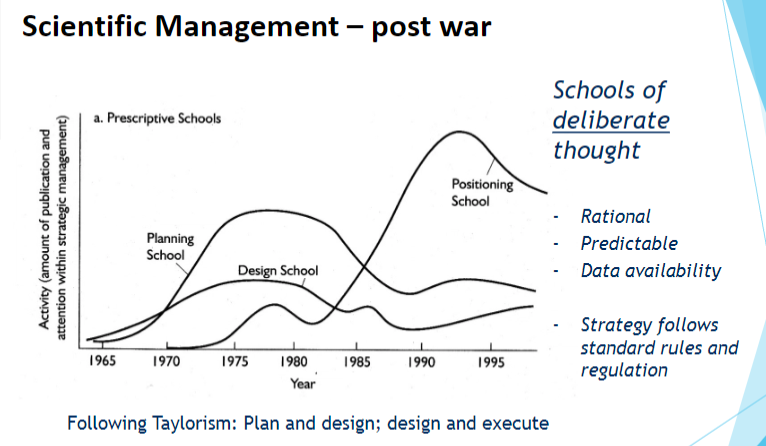 Scientific Management – post war
a. Prescriptive Schools
Activity (amount of publication and
attention within strategic management)
Planning
School
Design School
Positioning
School
1965 1970 1975 1980 1985 1990 1995
Year
Schools of
deliberate
thought
- Rational
- Predictable
- Data availability
- Strategy follows
standard rules and
regulation
Following Taylorism: Plan and design; design and execute